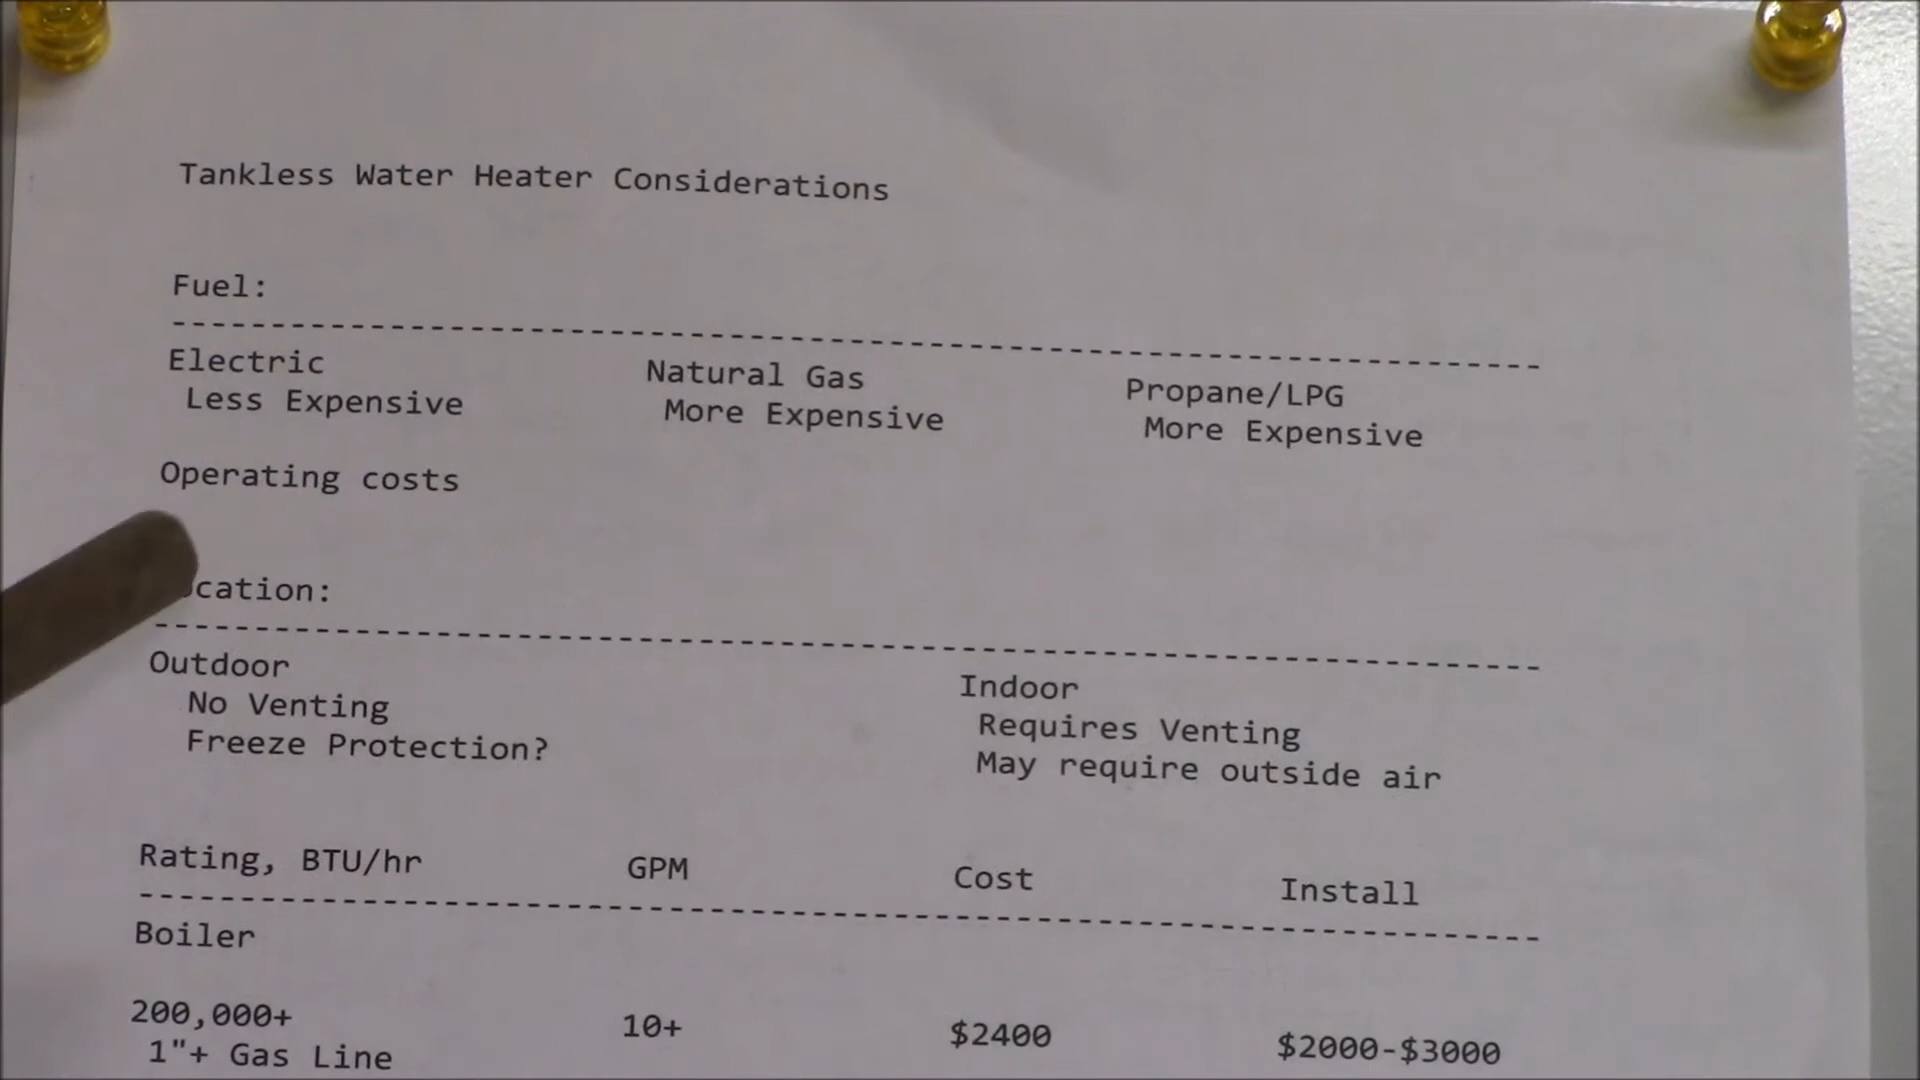 Tankless Water Heater Considerations
Fuel:
--------------------------------------------------------------------------
Electric Natural Gas Propane/LPG
Less Expensive More Expensive More Expensive
Operating costs
cation:
--------------------------------------------------------------------------
Outdoor Indoor
No Venting Requires Venting
Freeze Protection? May require outside air
Rating, BTU/hr GPM Cost Install
--------------------------------------------------------------------------
Boiler
200,000+ 10+ $2400 $2000-$3000
1"+ Gas Line